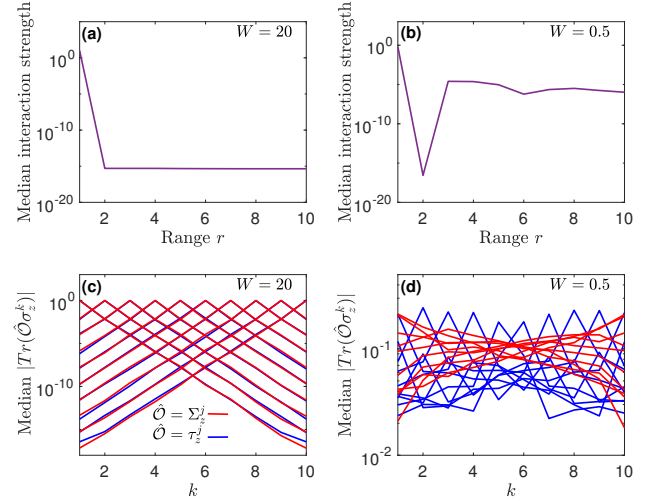 (a)
W = 20
Median interaction strength
10^0
10^-10
10^-20
2 4 6 8 10
Range r
(b)
W = 0.5
Median interaction strength
10^0
10^-10
10^-20
2 4 6 8 10
Range r
(c)
W = 20
Median |Tr(Ôσ_z^k)|
10^0
10^-10
Ô = Σ_z^j
Ô = τ_z^j
2 4 6 8 10
k
(d)
W = 0.5
Median |Tr(Ôσ_z^k)|
10^-1
10^-2
2 4 6 8 10
k